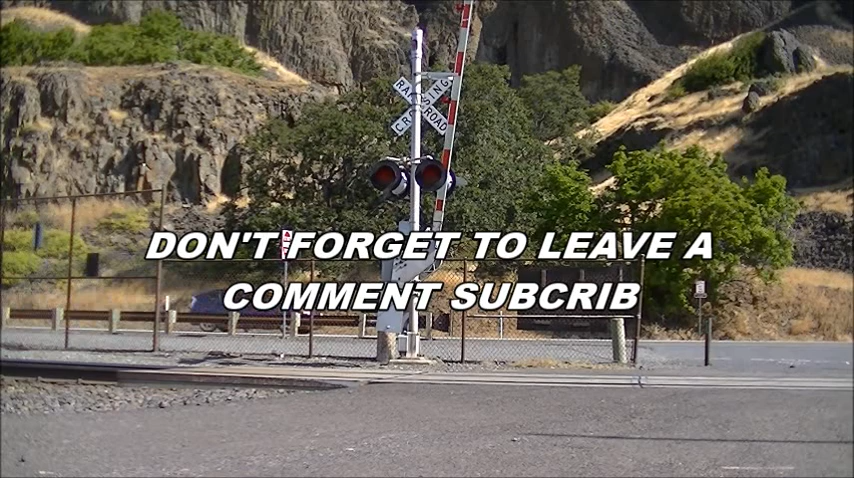 RAILROAD
CROSSING
DON'T FORGET TO LEAVE A
COMMENT SUBCRIB